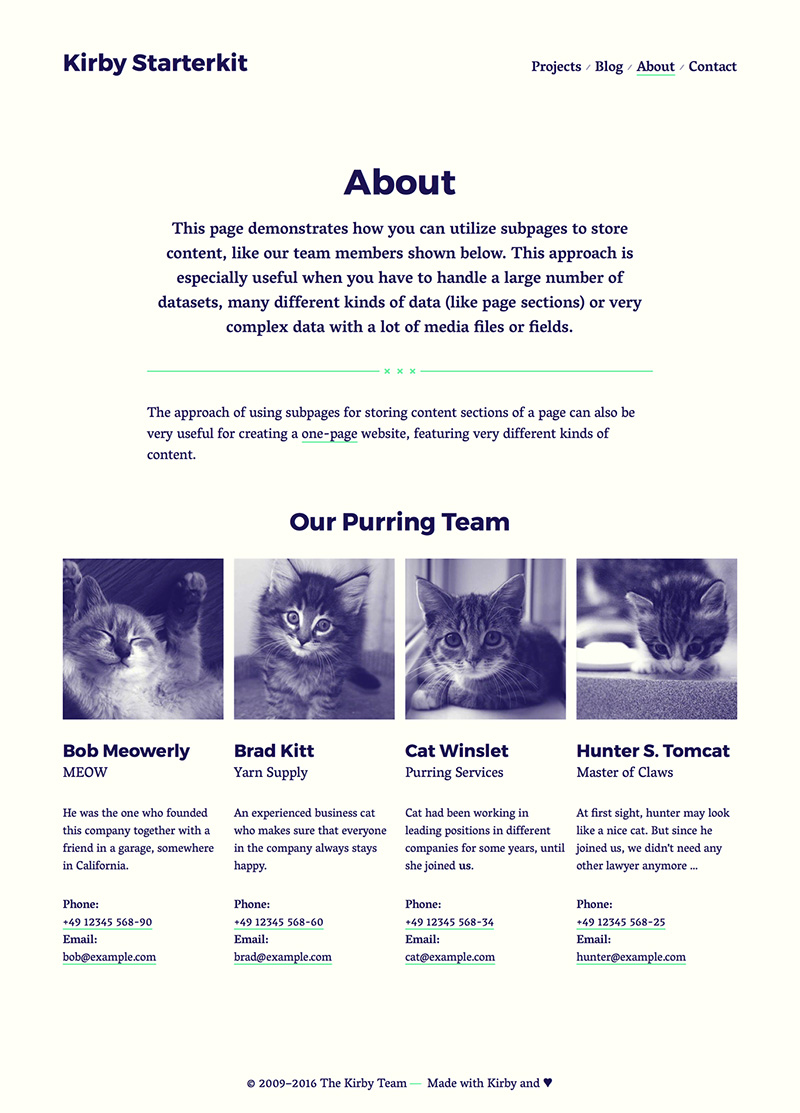 Kirby Starterkit
Projects / Blog / About / Contact
About
This page demonstrates how you can utilize subpages to store
content, like our team members shown below. This approach is
especially useful when you have to handle a large number of
datasets, many different kinds of data (like page sections) or very
complex data with a lot of media files or fields.
× × ×
The approach of using subpages for storing content sections of a page can also be
very useful for creating a one-page website, featuring very different kinds of
content.
Our Purring Team
Bob Meowerly
MEOW
He was the one who founded
this company together with a
friend in a garage, somewhere
in California.
Phone:
+49 12345 568-90
Email:
bob@example.com
Brad Kitt
Yarn Supply
An experienced business cat
who makes sure that everyone
in the company always stays
happy.
Phone:
+49 12345 568-60
Email:
brad@example.com
Cat Winslet
Purring Services
Cat had been working in
leading positions in different
companies for some years, until
she joined us.
Phone:
+49 12345 568-34
Email:
cat@example.com
Hunter S. Tomcat
Master of Claws
At first sight, hunter may look
like a nice cat. But since he
joined us, we didn't need any
other lawyer anymore ...
Phone:
+49 12345 568-25
Email:
hunter@example.com
© 2009–2016 The Kirby Team — Made with Kirby and ♥